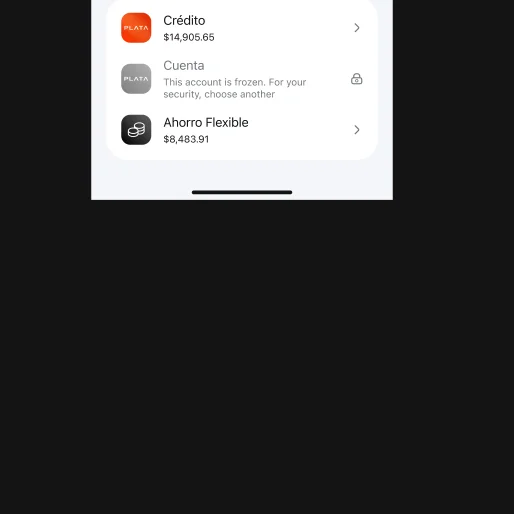 Crédito
PLATA
$14,905.65
Cuenta
PLATA
This account is frozen. For your
security, choose another
Ahorro Flexible
$8,483.91